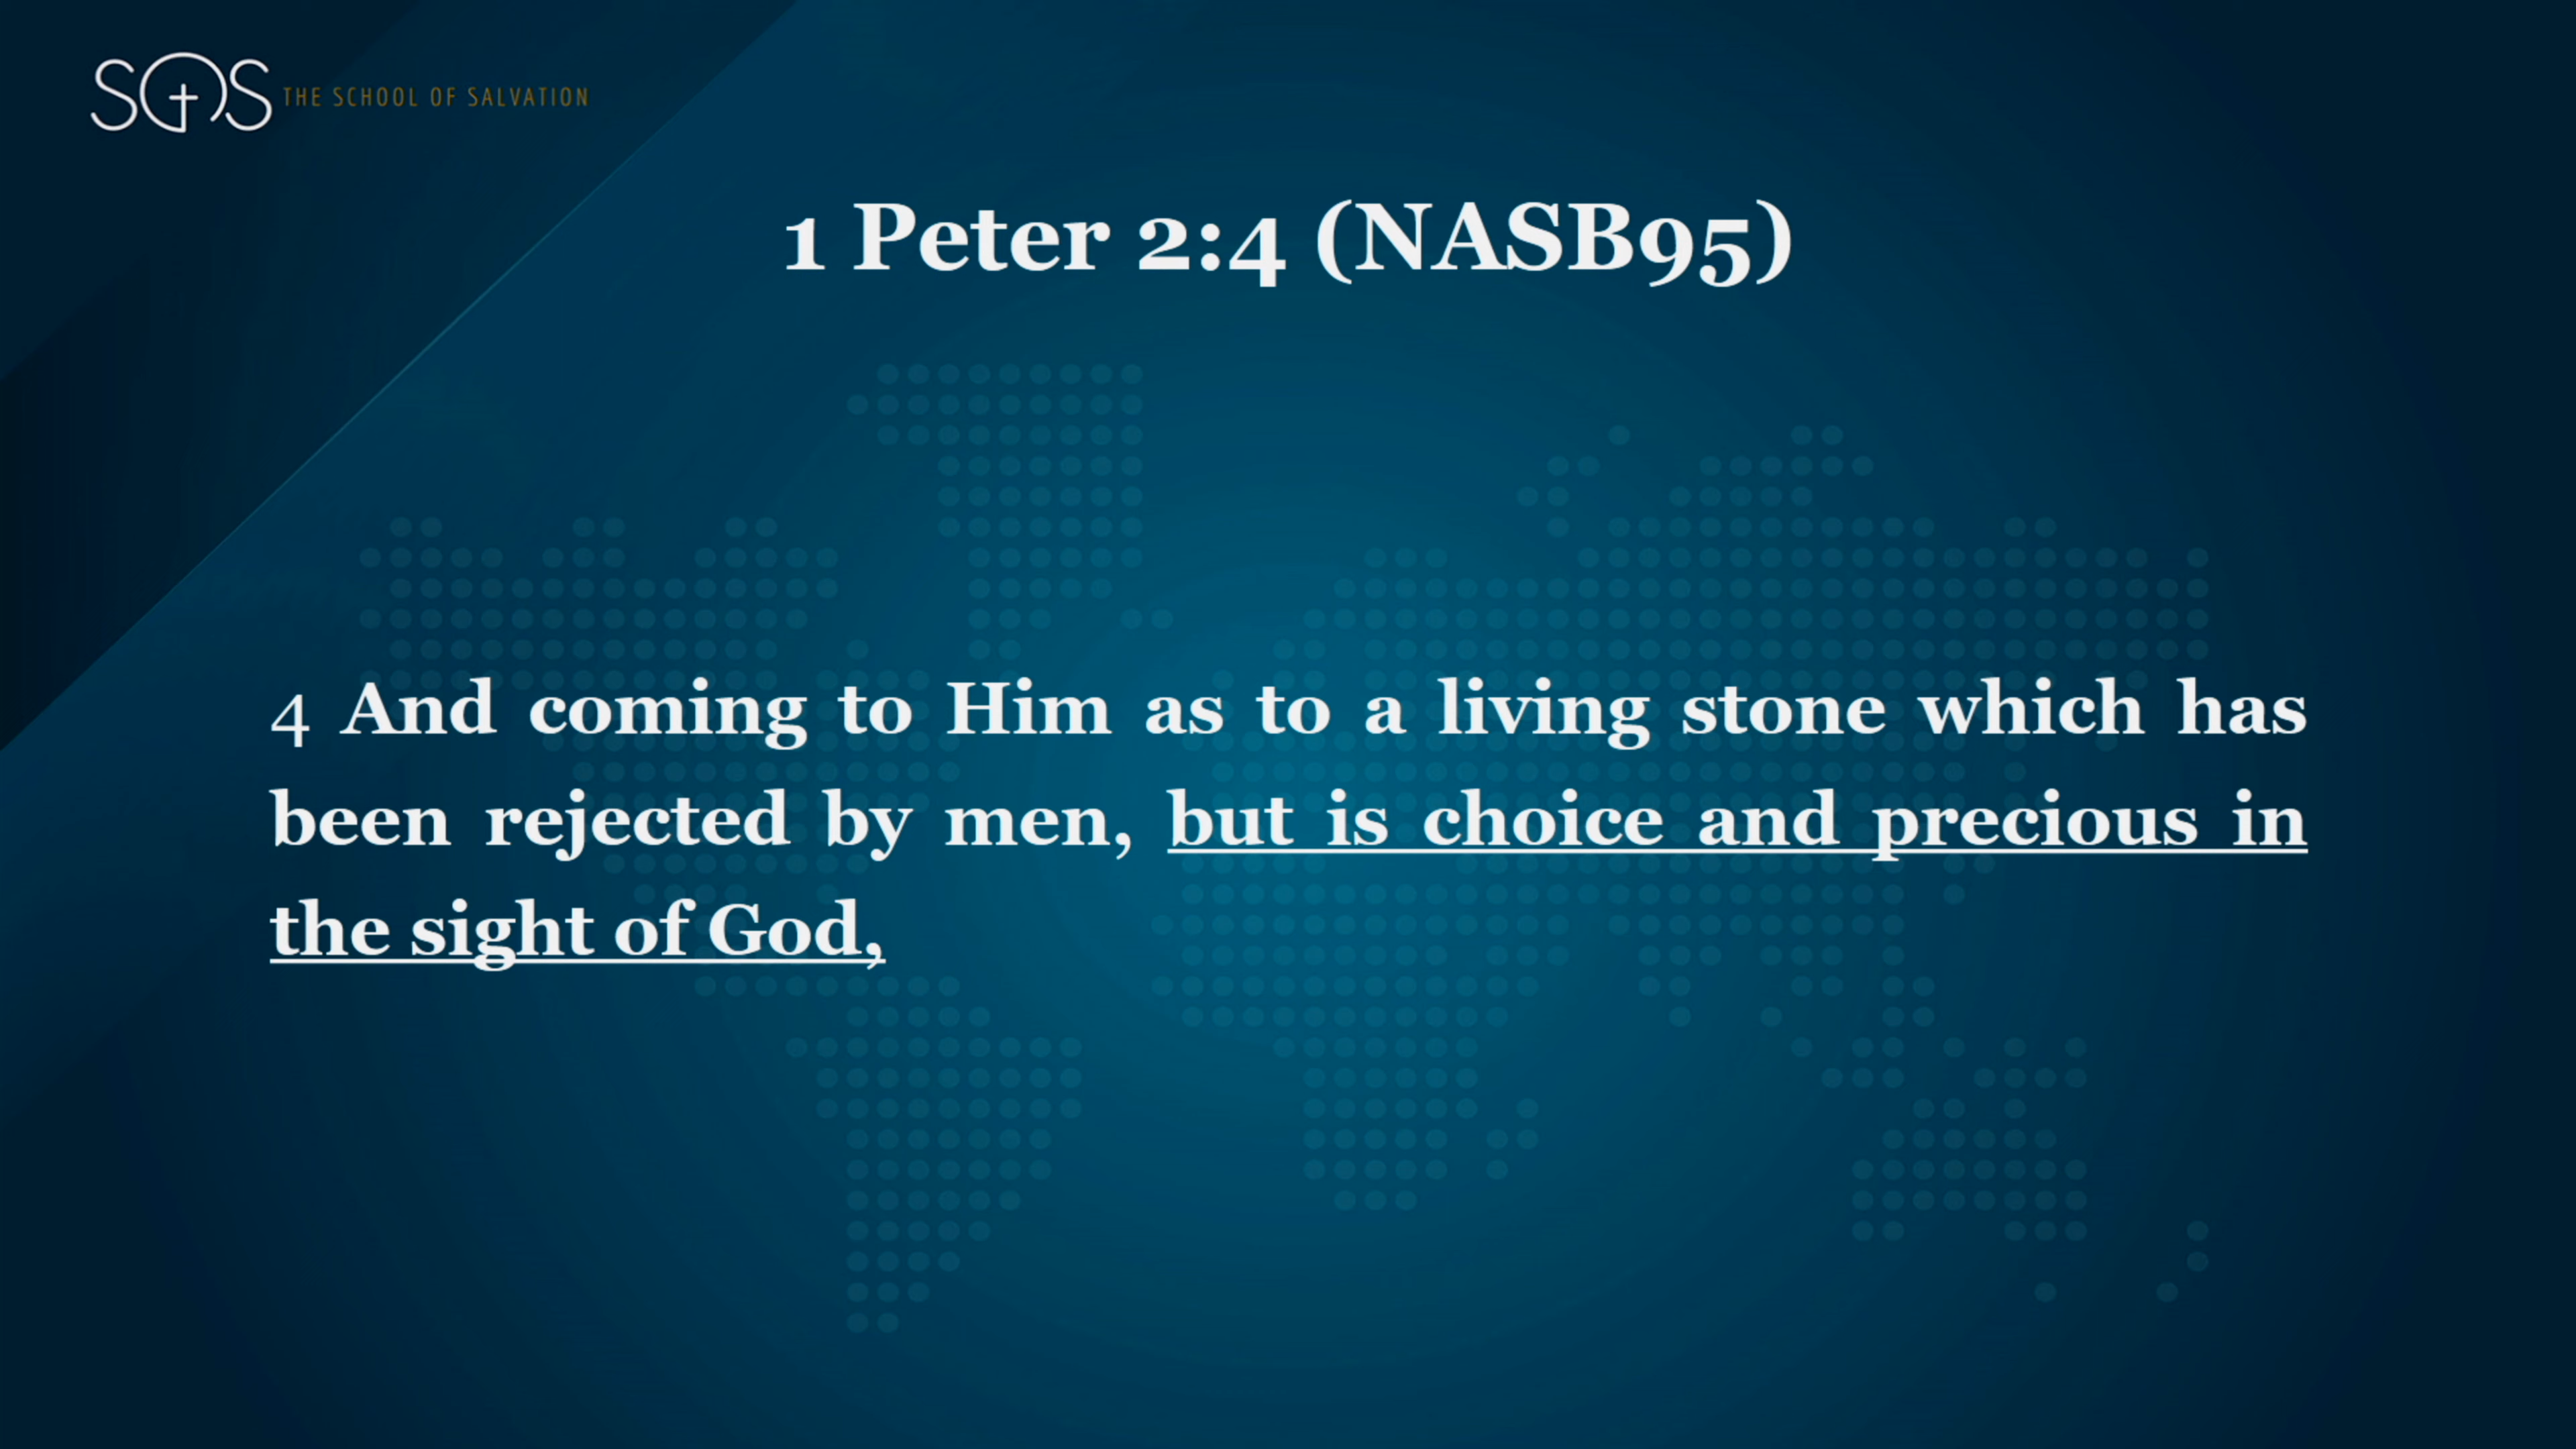 SOS THE SCHOOL OF SALVATION
1 Peter 2:4 (NASB95)
4 And coming to Him as to a living stone which has
been rejected by men, but is choice and precious in
the sight of God,